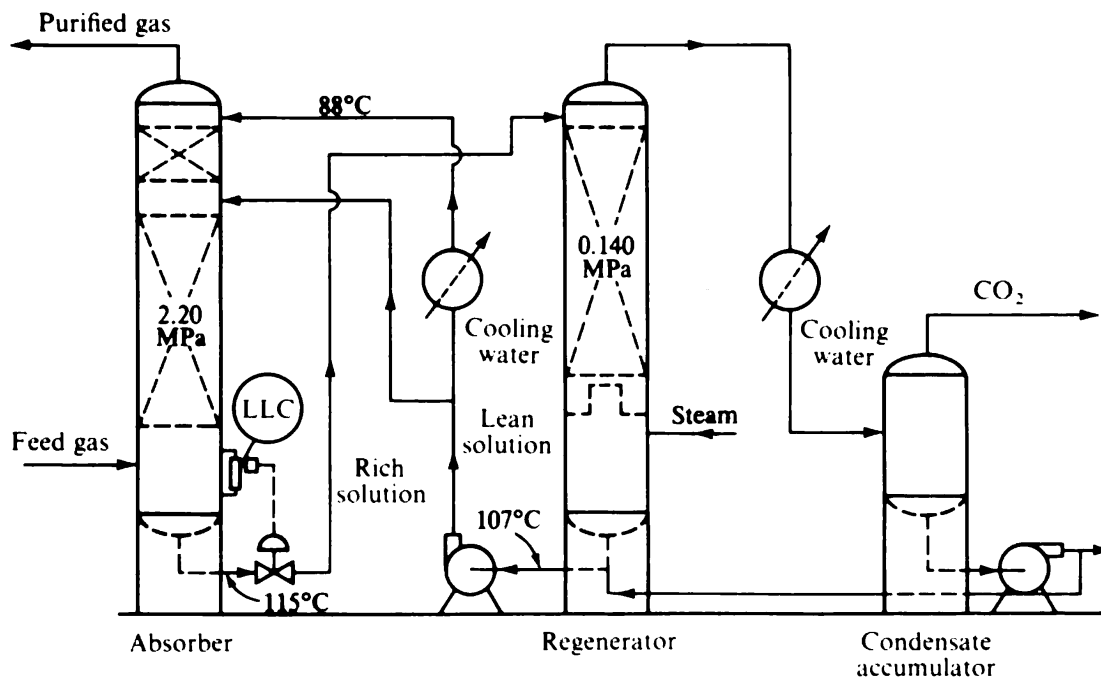 Purified gas
88°C
0.140
MPa
CO₂
2.20
MPa
Cooling
water
Cooling
water
LLC
Lean
solution
Steam
Feed gas
Rich
solution
107°C
115°C
Absorber
Regenerator
Condensate
accumulator